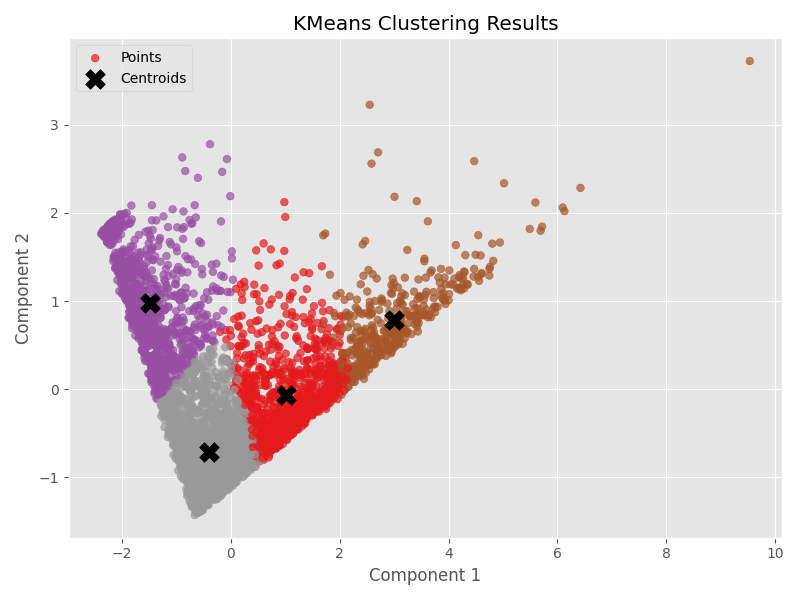 KMeans Clustering Results
Points
Centroids
3
2
1
0
−1
−2
0
2
4
6
8
10
Component 2
Component 1